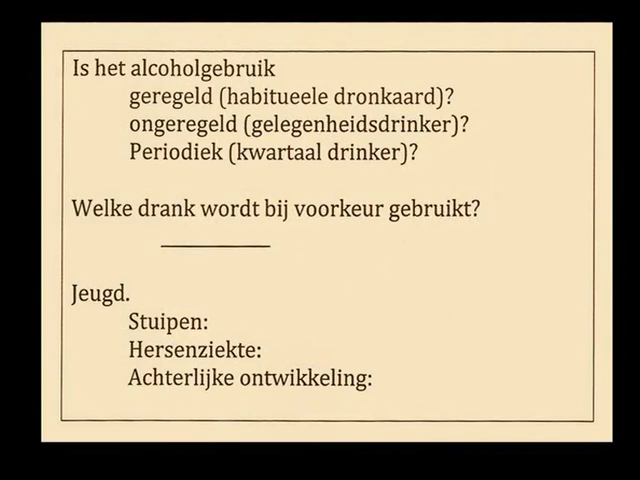 Is het alcoholgebruik
geregeld (habitueele dronkaard)?
ongeregeld (gelegenheidsdrinker)?
Periodiek (kwartaal drinker)?
Welke drank wordt bij voorkeur gebruikt?
Jeugd.
Stuipen:
Hersenziekte:
Achterlijke ontwikkeling: